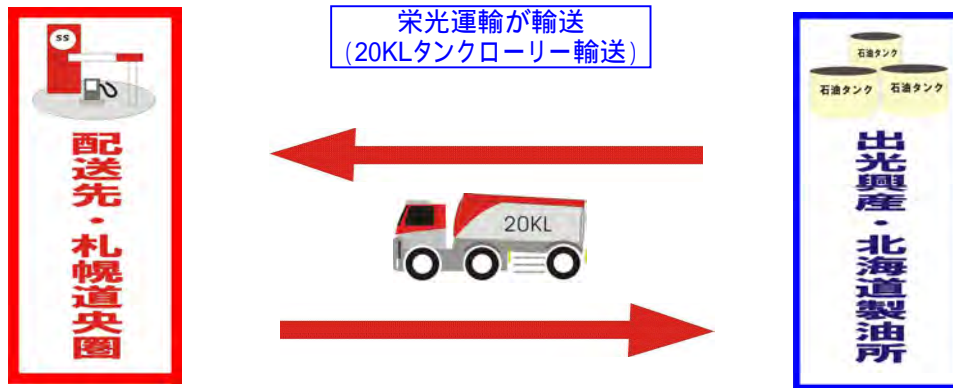 栄光運輸が輸送
(20KLタンクローリー輸送)
SS
配送先・札幌道央圏
20KL
石油タンク
石油タンク
石油タンク
出光興産・北海道製油所